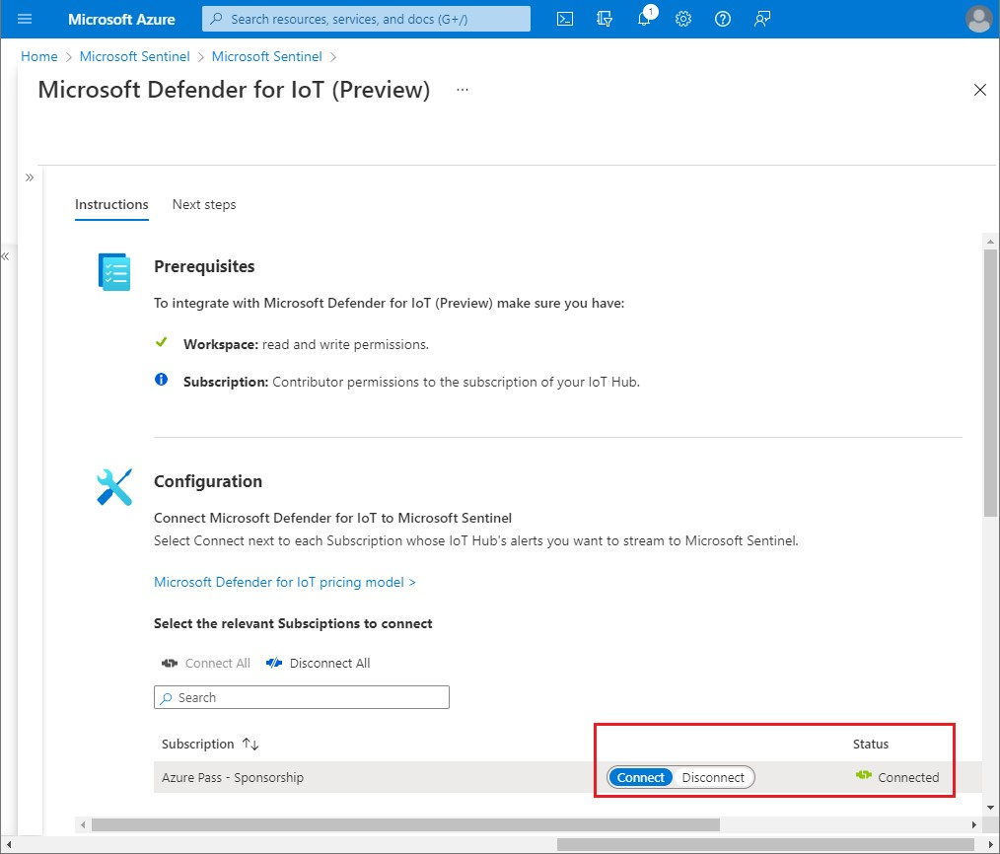 Microsoft Azure
Search resources, services, and docs (G+/)
1
Home > Microsoft Sentinel > Microsoft Sentinel >
Microsoft Defender for IoT (Preview) ...
Instructions Next steps
Prerequisites
To integrate with Microsoft Defender for IoT (Preview) make sure you have:
Workspace: read and write permissions.
Subscription: Contributor permissions to the subscription of your IoT Hub.
Configuration
Connect Microsoft Defender for IoT to Microsoft Sentinel
Select Connect next to each Subscription whose IoT Hub's alerts you want to stream to Microsoft Sentinel.
Microsoft Defender for IoT pricing model >
Select the relevant Subsciptions to connect
Connect All Disconnect All
Search
Subscription ↑↓ Status
Azure Pass - Sponsorship Connect Disconnect Connected